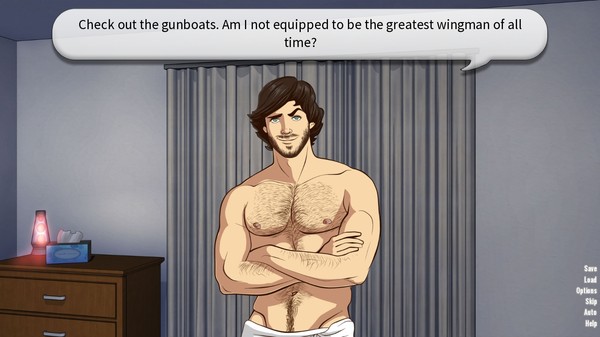 Check out the gunboats. Am I not equipped to be the greatest wingman of all
time?
Save
Load
Options
Skip
Auto
Help